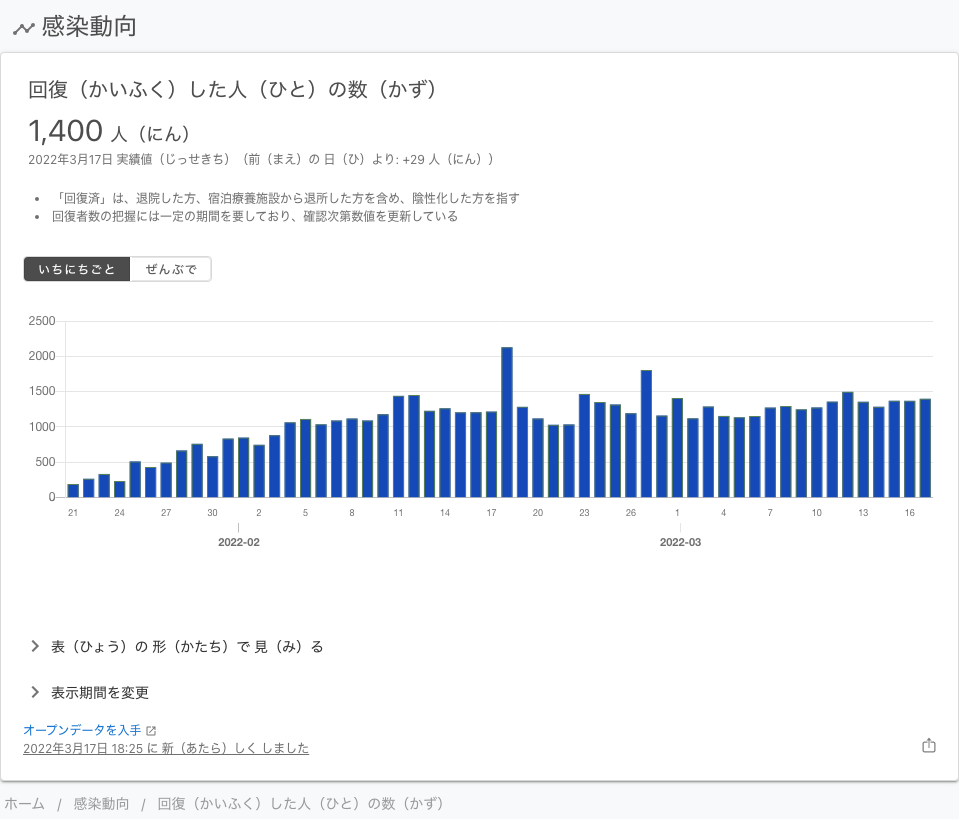 感染動向
回復（かいふく）した人（ひと）の数（かず）
1,400 人（にん）
2022年3月17日 実績値（じっせきち）（前（まえ）の 日（ひ）より: +29 人（にん））
• 「回復済」は、退院した方、宿泊療養施設から退所した方を含め、陰性化した方を指す
• 回復者数の把握には一定の期間を要しており、確認次第数値を更新している
いちにちごと ぜんぶで
2500
2000
1500
1000
500
0
21 24 27 30 2 5 8 11 14 17 20 23 26 1 4 7 10 13 16
2022-02 2022-03
表（ひょう）の 形（かたち）で 見（み）る
表示期間を変更
オープンデータを入手
2022年3月17日 18:25 に 新（あたら）しく しました
ホーム / 感染動向 / 回復（かいふく）した人（ひと）の数（かず）